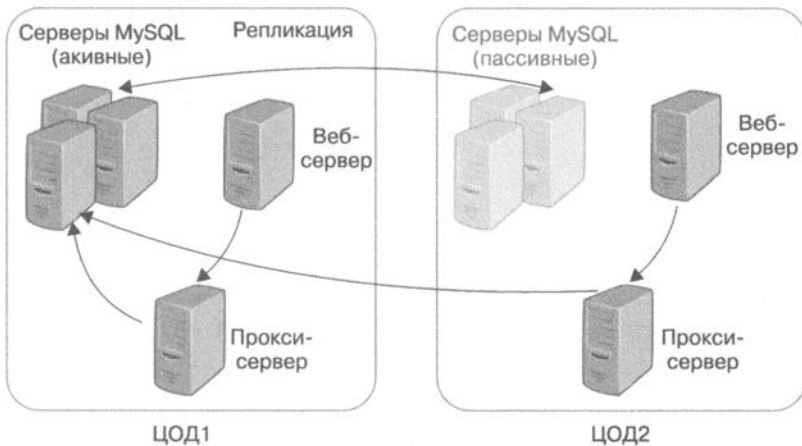 Серверы MySQL
(акивные)
Репликация
Веб-
сервер
Прокси-
сервер
ЦОД1
Серверы MySQL
(пассивные)
Веб-
сервер
Прокси-
сервер
ЦОД2